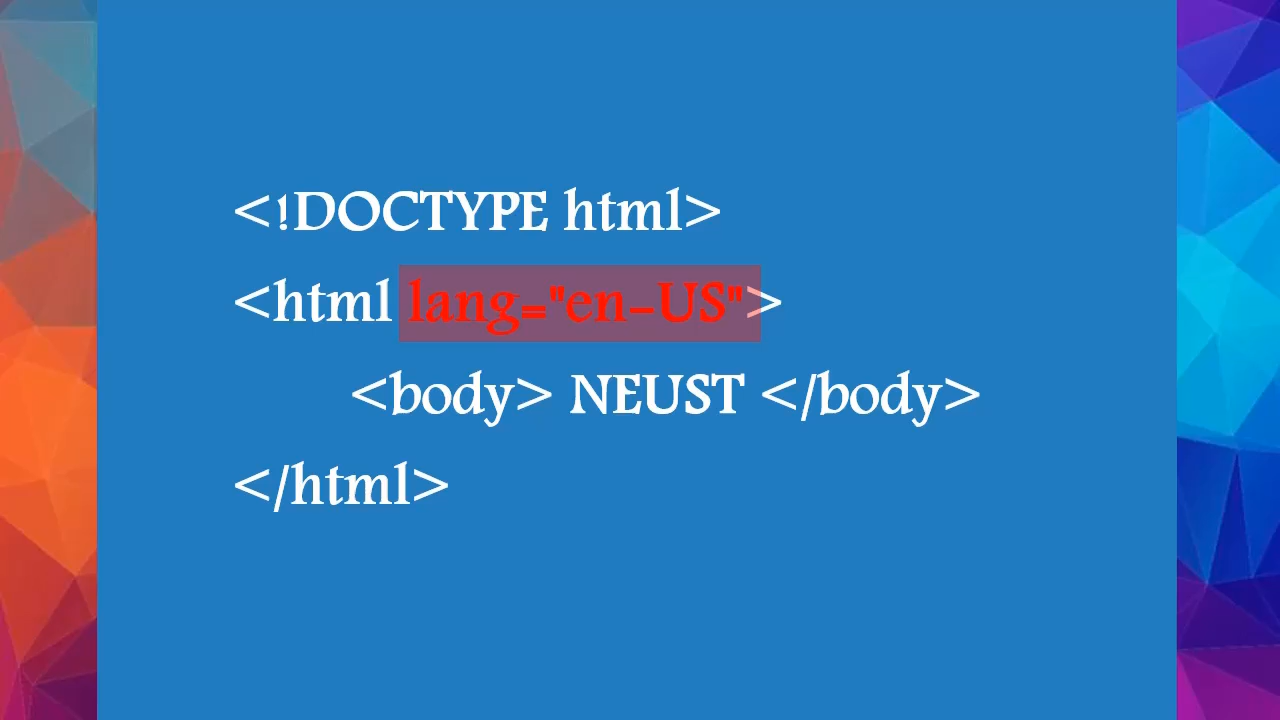 <!DOCTYPE html>
<html lang="en-US">
<body> NEUST </body>
</html>